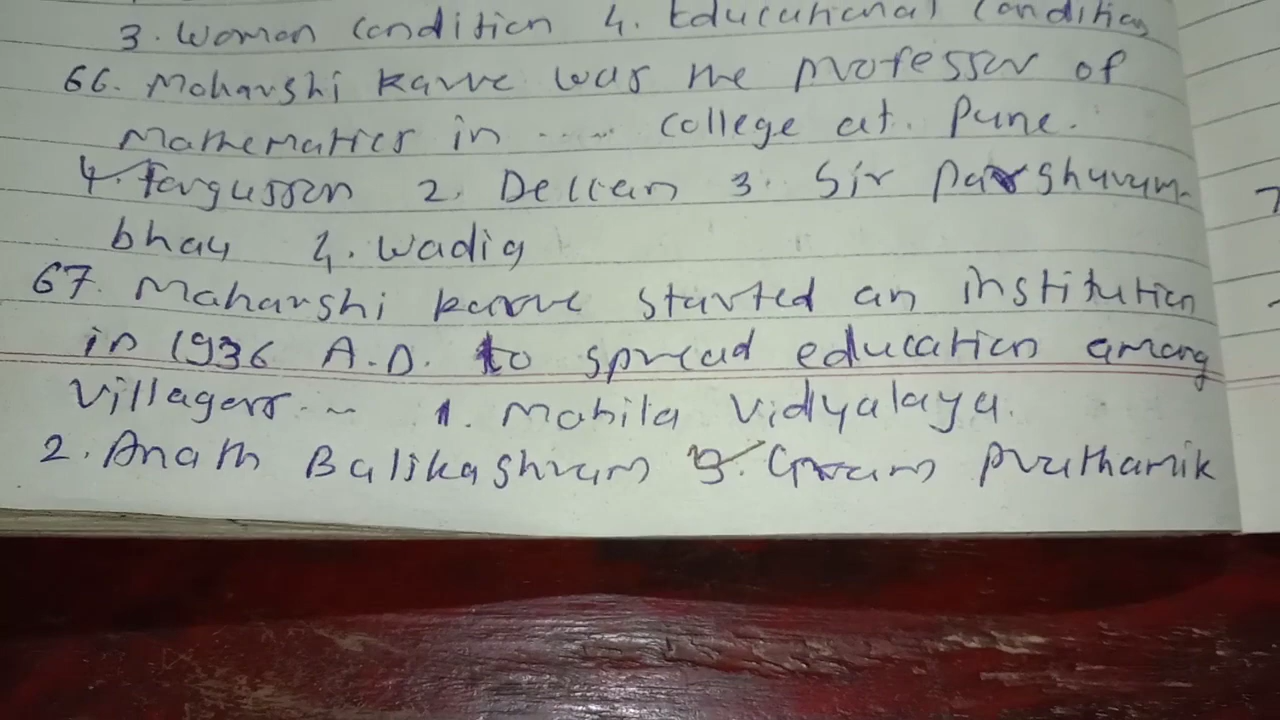 3. Woman Condition 4. Educational Condition
66. Maharshi Karve was the professor of
Mathematics in ..... College at. Pune.
1. Fergusson 2. Deccan 3. Sir Parshuram-
bhau 4. Wadia
67. Maharshi Karve started an institution
in 1936 A.D. to spread education among
villagers... 1. Mahila Vidyalaya.
2. Anath Balikashram 3. Gram Prathamik